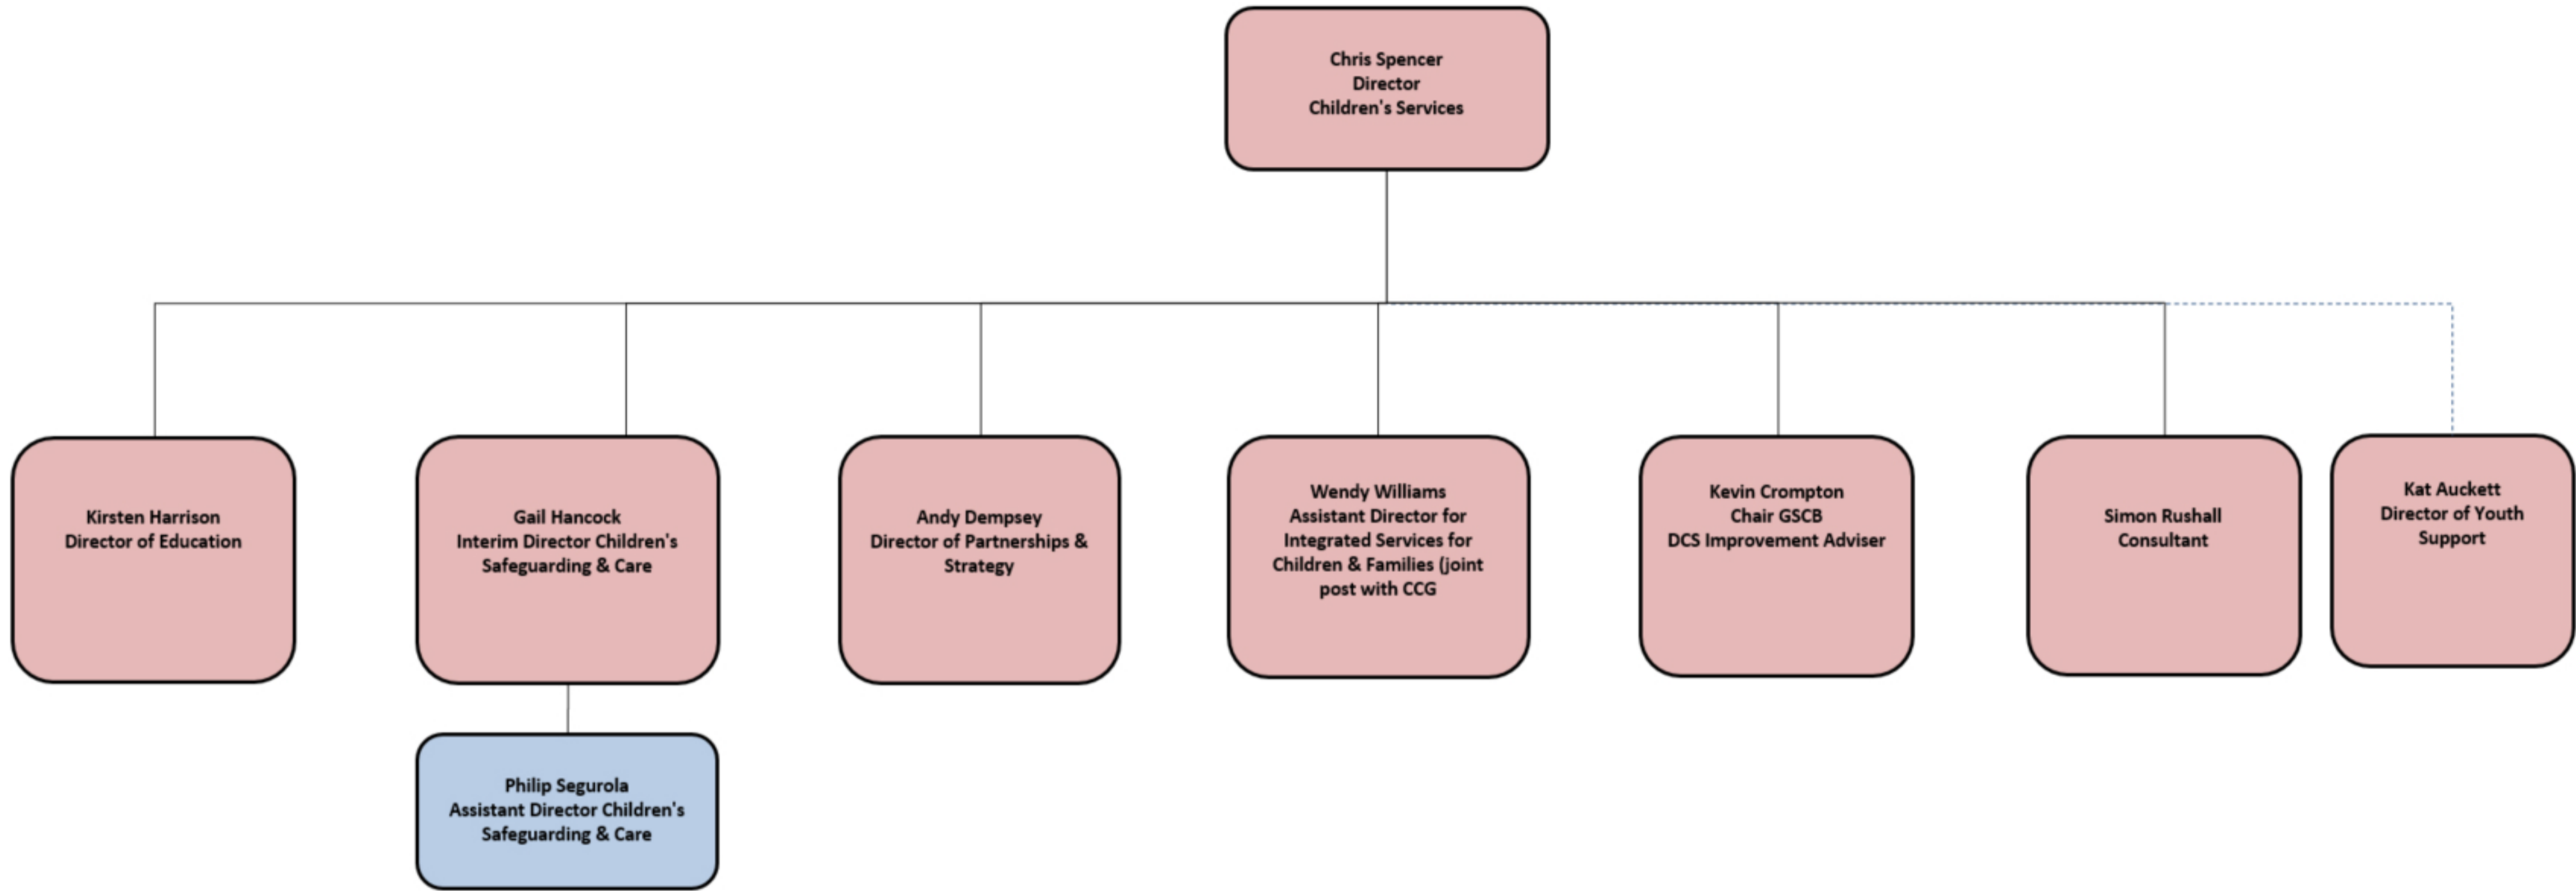 Chris Spencer
Director
Children's Services
Kirsten Harrison
Director of Education
Gail Hancock
Interim Director Children's
Safeguarding & Care
Andy Dempsey
Director of Partnerships &
Strategy
Wendy Williams
Assistant Director for
Integrated Services for
Children & Families (joint
post with CCG
Kevin Crompton
Chair GSCB
DCS Improvement Adviser
Simon Rushall
Consultant
Kat Auckett
Director of Youth
Support
Philip Segurola
Assistant Director Children's
Safeguarding & Care